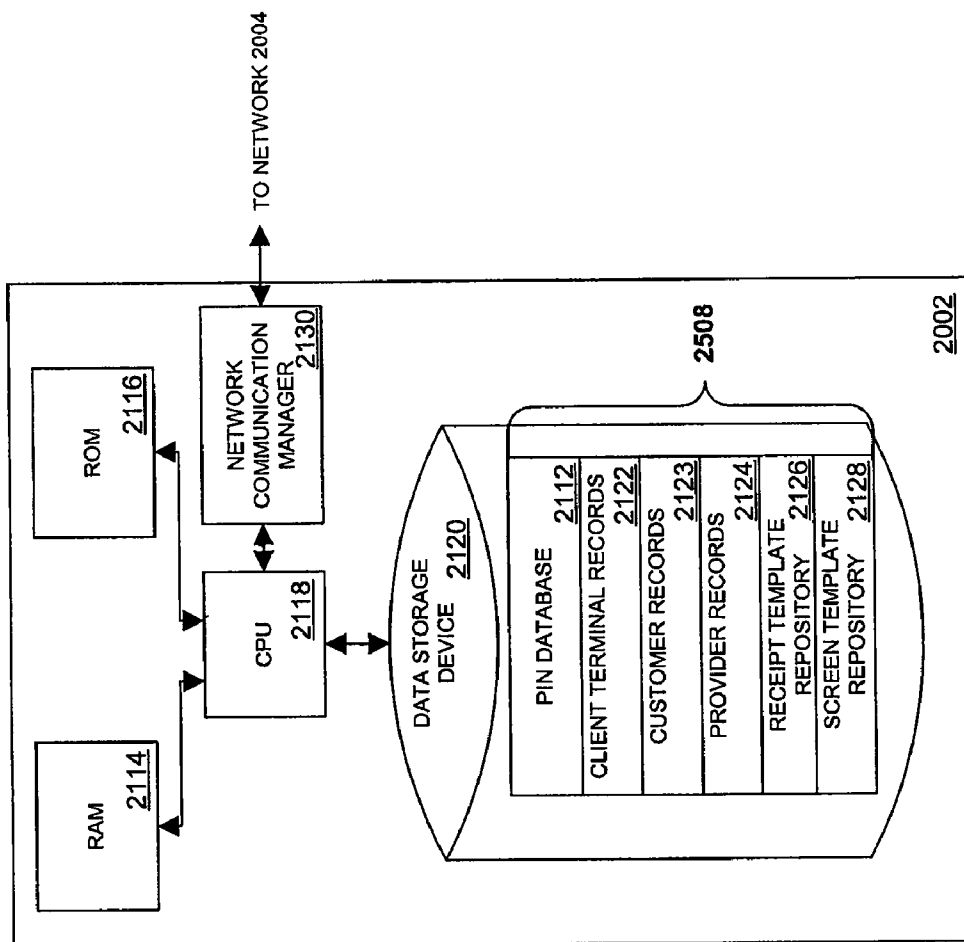 RAM
2114
ROM
2116
CPU
2118
NETWORK
COMMUNICATION
MANAGER
2130
TO NETWORK 2004
DATA STORAGE
DEVICE
2120
PIN DATABASE
2112
CLIENT TERMINAL RECORDS
2122
CUSTOMER RECORDS
2123
PROVIDER RECORDS
2124
RECEIPT TEMPLATE
REPOSITORY
2126
SCREEN TEMPLATE
REPOSITORY
2128
2508
2002